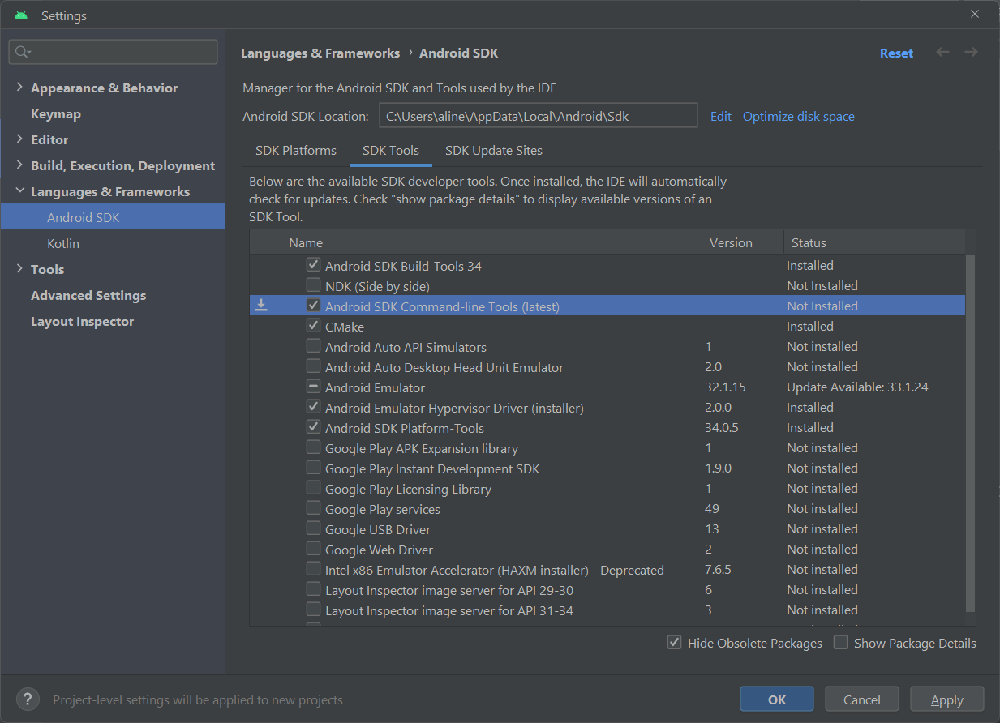 Settings
Languages & Frameworks › Android SDK
Reset
Appearance & Behavior
Keymap
Editor
Build, Execution, Deployment
Languages & Frameworks
Android SDK
Kotlin
Tools
Advanced Settings
Layout Inspector
Manager for the Android SDK and Tools used by the IDE
Android SDK Location: C:\Users\aline\AppData\Local\Android\Sdk Edit Optimize disk space
SDK Platforms SDK Tools SDK Update Sites
Below are the available SDK developer tools. Once installed, the IDE will automatically
check for updates. Check "show package details" to display available versions of an
SDK Tool.
Name Version Status
Android SDK Build-Tools 34 Installed
NDK (Side by side) Not Installed
Android SDK Command-line Tools (latest) Not Installed
CMake Installed
Android Auto API Simulators 1 Not installed
Android Auto Desktop Head Unit Emulator 2.0 Not installed
Android Emulator 32.1.15 Update Available: 33.1.24
Android Emulator Hypervisor Driver (installer) 2.0.0 Installed
Android SDK Platform-Tools 34.0.5 Installed
Google Play APK Expansion library 1 Not installed
Google Play Instant Development SDK 1.9.0 Not installed
Google Play Licensing Library 1 Not installed
Google Play services 49 Not installed
Google USB Driver 13 Not installed
Google Web Driver 2 Not installed
Intel x86 Emulator Accelerator (HAXM installer) - Deprecated 7.6.5 Not installed
Layout Inspector image server for API 29-30 6 Not installed
Layout Inspector image server for API 31-34 3 Not installed
Hide Obsolete Packages Show Package Details
? Project-level settings will be applied to new projects
OK Cancel Apply